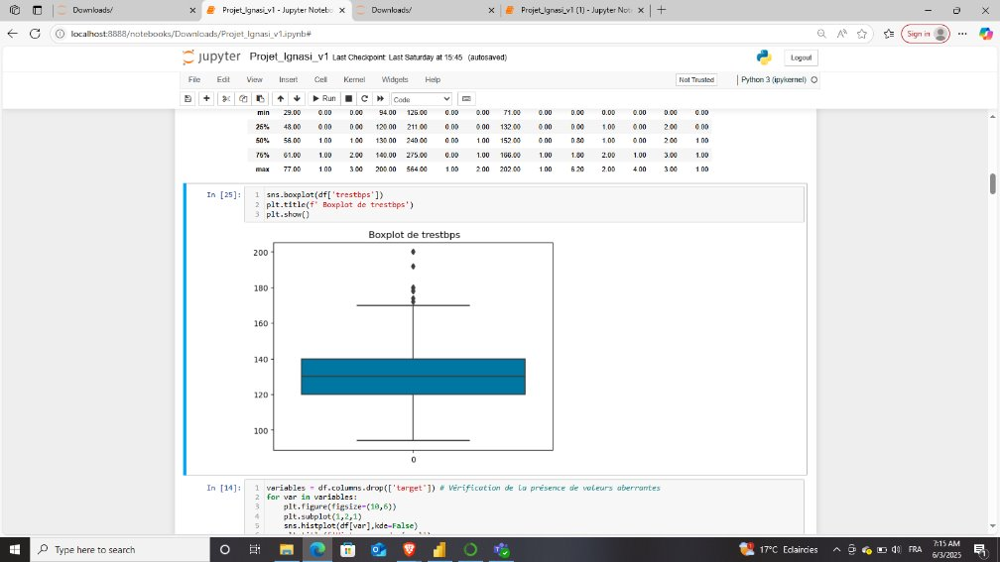 Downloads/
Projet_Ignasi_v1 - Jupyter Notebo
Downloads/
Projet_Ignasi_v1 (1) - Jupyter Not
localhost:8888/notebooks/Downloads/Projet_Ignasi_v1.ipynb#
Sign in
jupyter Projet_Ignasi_v1 Last Checkpoint: Last Saturday at 15:45 (autosaved)
Logout
File Edit View Insert Cell Kernel Widgets Help
Not Trusted
Python 3 (ipykernel)
Run
Code
min 29.00 0.00 0.00 94.00 126.00 0.00 0.00 71.00 0.00 0.00 0.00 0.00 0.00 0.00
25% 48.00 0.00 0.00 120.00 211.00 0.00 0.00 132.00 0.00 0.00 1.00 0.00 2.00 0.00
50% 56.00 1.00 1.00 130.00 240.00 0.00 1.00 152.00 0.00 0.80 1.00 0.00 2.00 1.00
75% 61.00 1.00 2.00 140.00 275.00 0.00 1.00 166.00 1.00 1.80 2.00 1.00 3.00 1.00
max 77.00 1.00 3.00 200.00 564.00 1.00 2.00 202.00 1.00 6.20 2.00 4.00 3.00 1.00
In [25]:
1 sns.boxplot(df['trestbps'])
2 plt.title(f' Boxplot de trestbps')
3 plt.show()
Boxplot de trestbps
200
180
160
140
120
100
0
In [14]:
1 variables = df.columns.drop(['target']) # Vérification de la présence de valeurs aberrantes
2 for var in variables:
3 plt.figure(figsize=(10,6))
4 plt.subplot(1,2,1)
5 sns.histplot(df[var],kde=False)
Type here to search
17°C Eclaircies
FRA
7:15 AM
6/3/2025